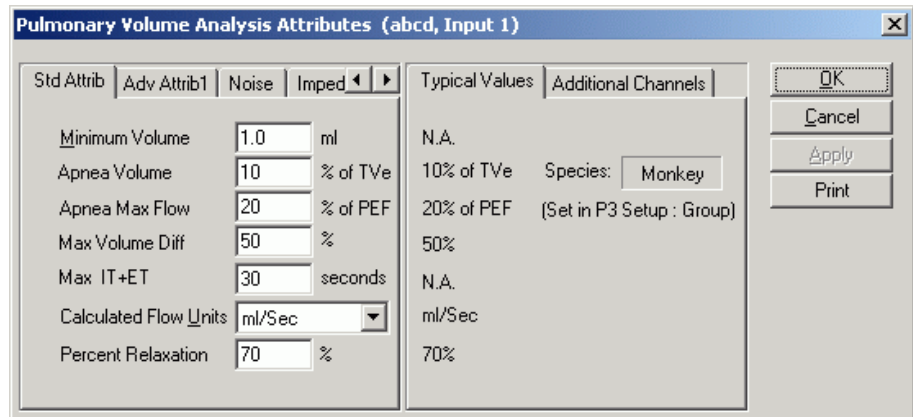 Pulmonary Volume Analysis Attributes (abcd, Input 1)
Std Attrib Adv Attrib1 Noise Imped
Minimum Volume 1.0 ml
Apnea Volume 10 % of TVe
Apnea Max Flow 20 % of PEF
Max Volume Diff 50 %
Max IT+ET 30 seconds
Calculated Flow Units ml/Sec
Percent Relaxation 70 %
Typical Values Additional Channels
N.A.
10% of TVe Species: Monkey
20% of PEF (Set in P3 Setup : Group)
50%
N.A.
ml/Sec
70%
OK
Cancel
Apply
Print